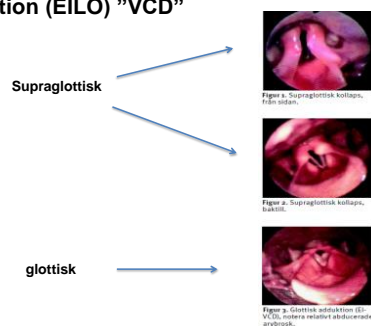 tion (EILO) ”VCD”
Supraglottisk
Figur 1. Supraglottisk kollaps,
från sidan.
Figur 2. Supraglottisk kollaps,
baktill.
glottisk
Figur 3. Glottisk adduktion (EI-
VCD), notera relativt abducerade
arybrosk.